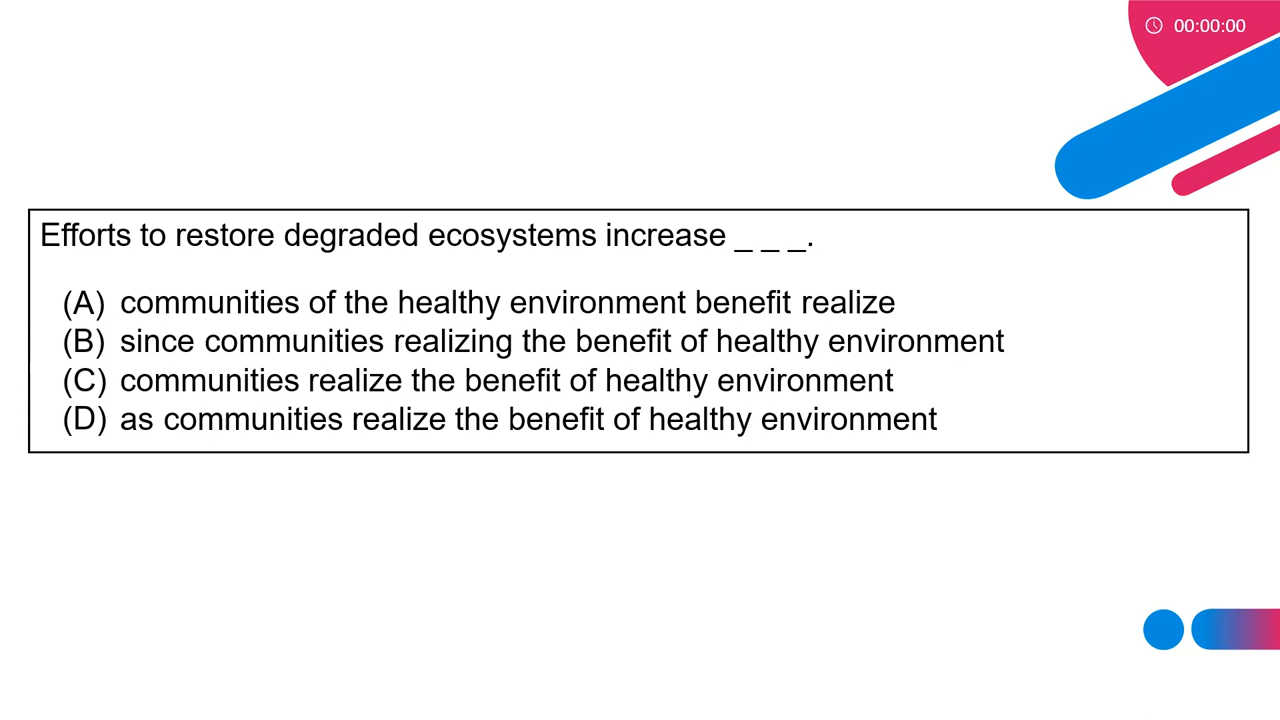 00:00:00
Efforts to restore degraded ecosystems increase _ _ _.
(A) communities of the healthy environment benefit realize
(B) since communities realizing the benefit of healthy environment
(C) communities realize the benefit of healthy environment
(D) as communities realize the benefit of healthy environment